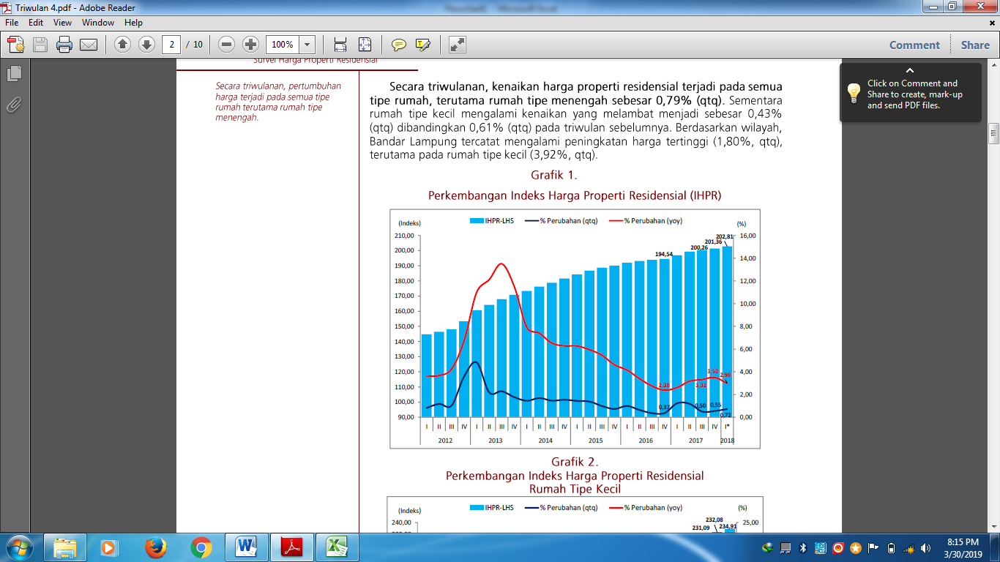 Flowchart1 - Microsoft Excel
Triwulan 4.pdf - Adobe Reader
File Edit View Window Help
2 / 10 100% Comment Share
Click on Comment and
Share to create, mark-up
and send PDF files.
Survei Harga Properti Residensial
Secara triwulanan, pertumbuhan
harga terjadi pada semua tipe
rumah terutama rumah tipe
menengah.
Secara triwulanan, kenaikan harga properti residensial terjadi pada semua
tipe rumah, terutama rumah tipe menengah sebesar 0,79% (qtq). Sementara
rumah tipe kecil mengalami kenaikan yang melambat menjadi sebesar 0,43%
(qtq) dibandingkan 0,61% (qtq) pada triwulan sebelumnya. Berdasarkan wilayah,
Bandar Lampung tercatat mengalami peningkatan harga tertinggi (1,80%, qtq),
terutama pada rumah tipe kecil (3,92%, qtq).
Grafik 1.
Perkembangan Indeks Harga Properti Residensial (IHPR)
(Indeks) IHPR-LHS % Perubahan (qtq) % Perubahan (yoy) (%)
210,00
200,00
190,00
180,00
170,00
160,00
150,00
140,00
130,00
120,00
110,00
100,00
90,00
194,54
200,26
201,36
202,81
2,38
3,32
3,50
2,98
0,37
0,50
0,55
0,72
16,00
14,00
12,00
10,00
8,00
6,00
4,00
2,00
0,00
I II III IV I II III IV I II III IV I II III IV I II III IV I II III IV I*
2012 2013 2014 2015 2016 2017 2018
Grafik 2.
Perkembangan Indeks Harga Properti Residensial
Rumah Tipe Kecil
(Indeks) IHPR-LHS % Perubahan (qtq) % Perubahan (yoy) (%)
240,00 231,09 232,08 234,91 25,00
8:15 PM
3/30/2019